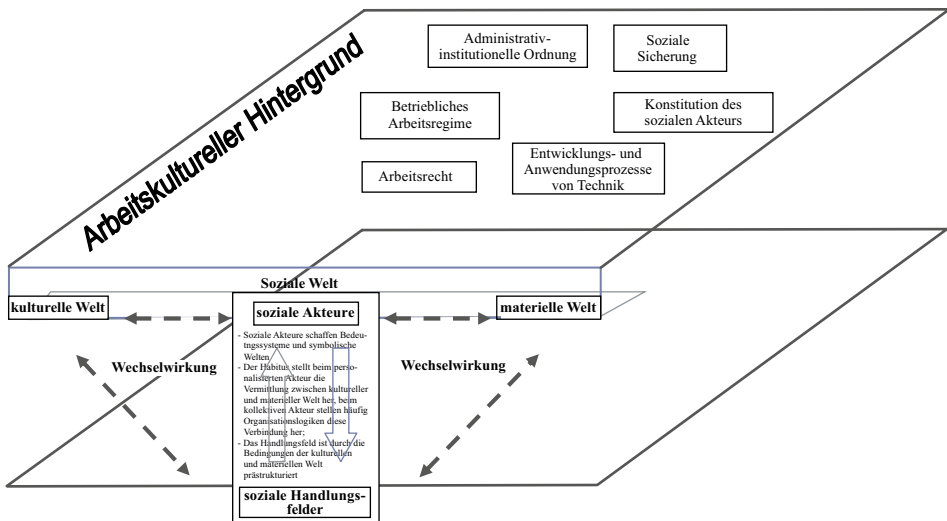 Arbeitskultureller Hintergrund
Administrativ-
institutionelle Ordnung
Soziale
Sicherung
Betriebliches
Arbeitsregime
Konstitution des
sozialen Akteurs
Arbeitsrecht
Entwicklungs- und
Anwendungsprozesse
von Technik
Soziale Welt
kulturelle Welt
soziale Akteure
materielle Welt
- Soziale Akteure schaffen Bedeu-
tungssysteme und symbolische
Welten
- Der Habitus stellt beim perso-
nalisierten Akteur die
Vermittlung zwischen kultureller
und materieller Welt her, beim
kollektiven Akteur stellen häufig
Organisationslogiken diese
Verbindung her;
- Das Handlungsfeld ist durch die
Bedingungen der kulturellen
und materiellen Welt
prästrukturiert
Wechselwirkung
Wechselwirkung
soziale Handlungs-
felder